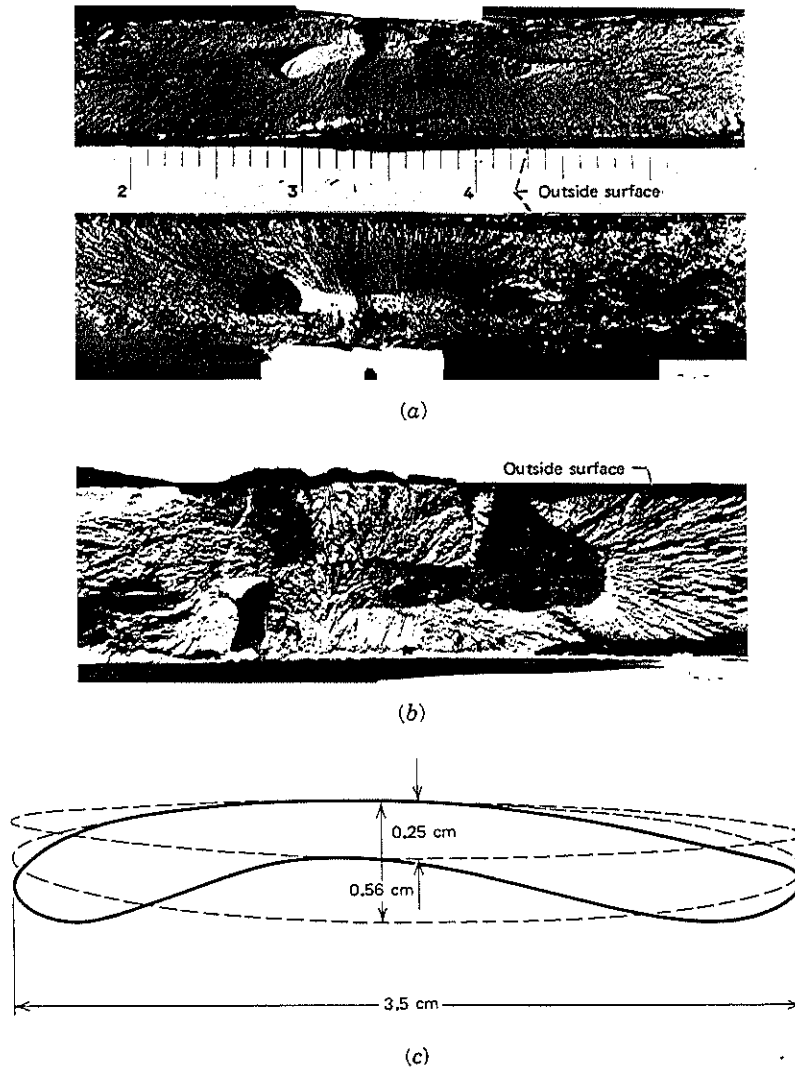 2 3 4 Outside surface
(a)
Outside surface
(b)
0.25 cm
0.56 cm
3.5 cm
(c)